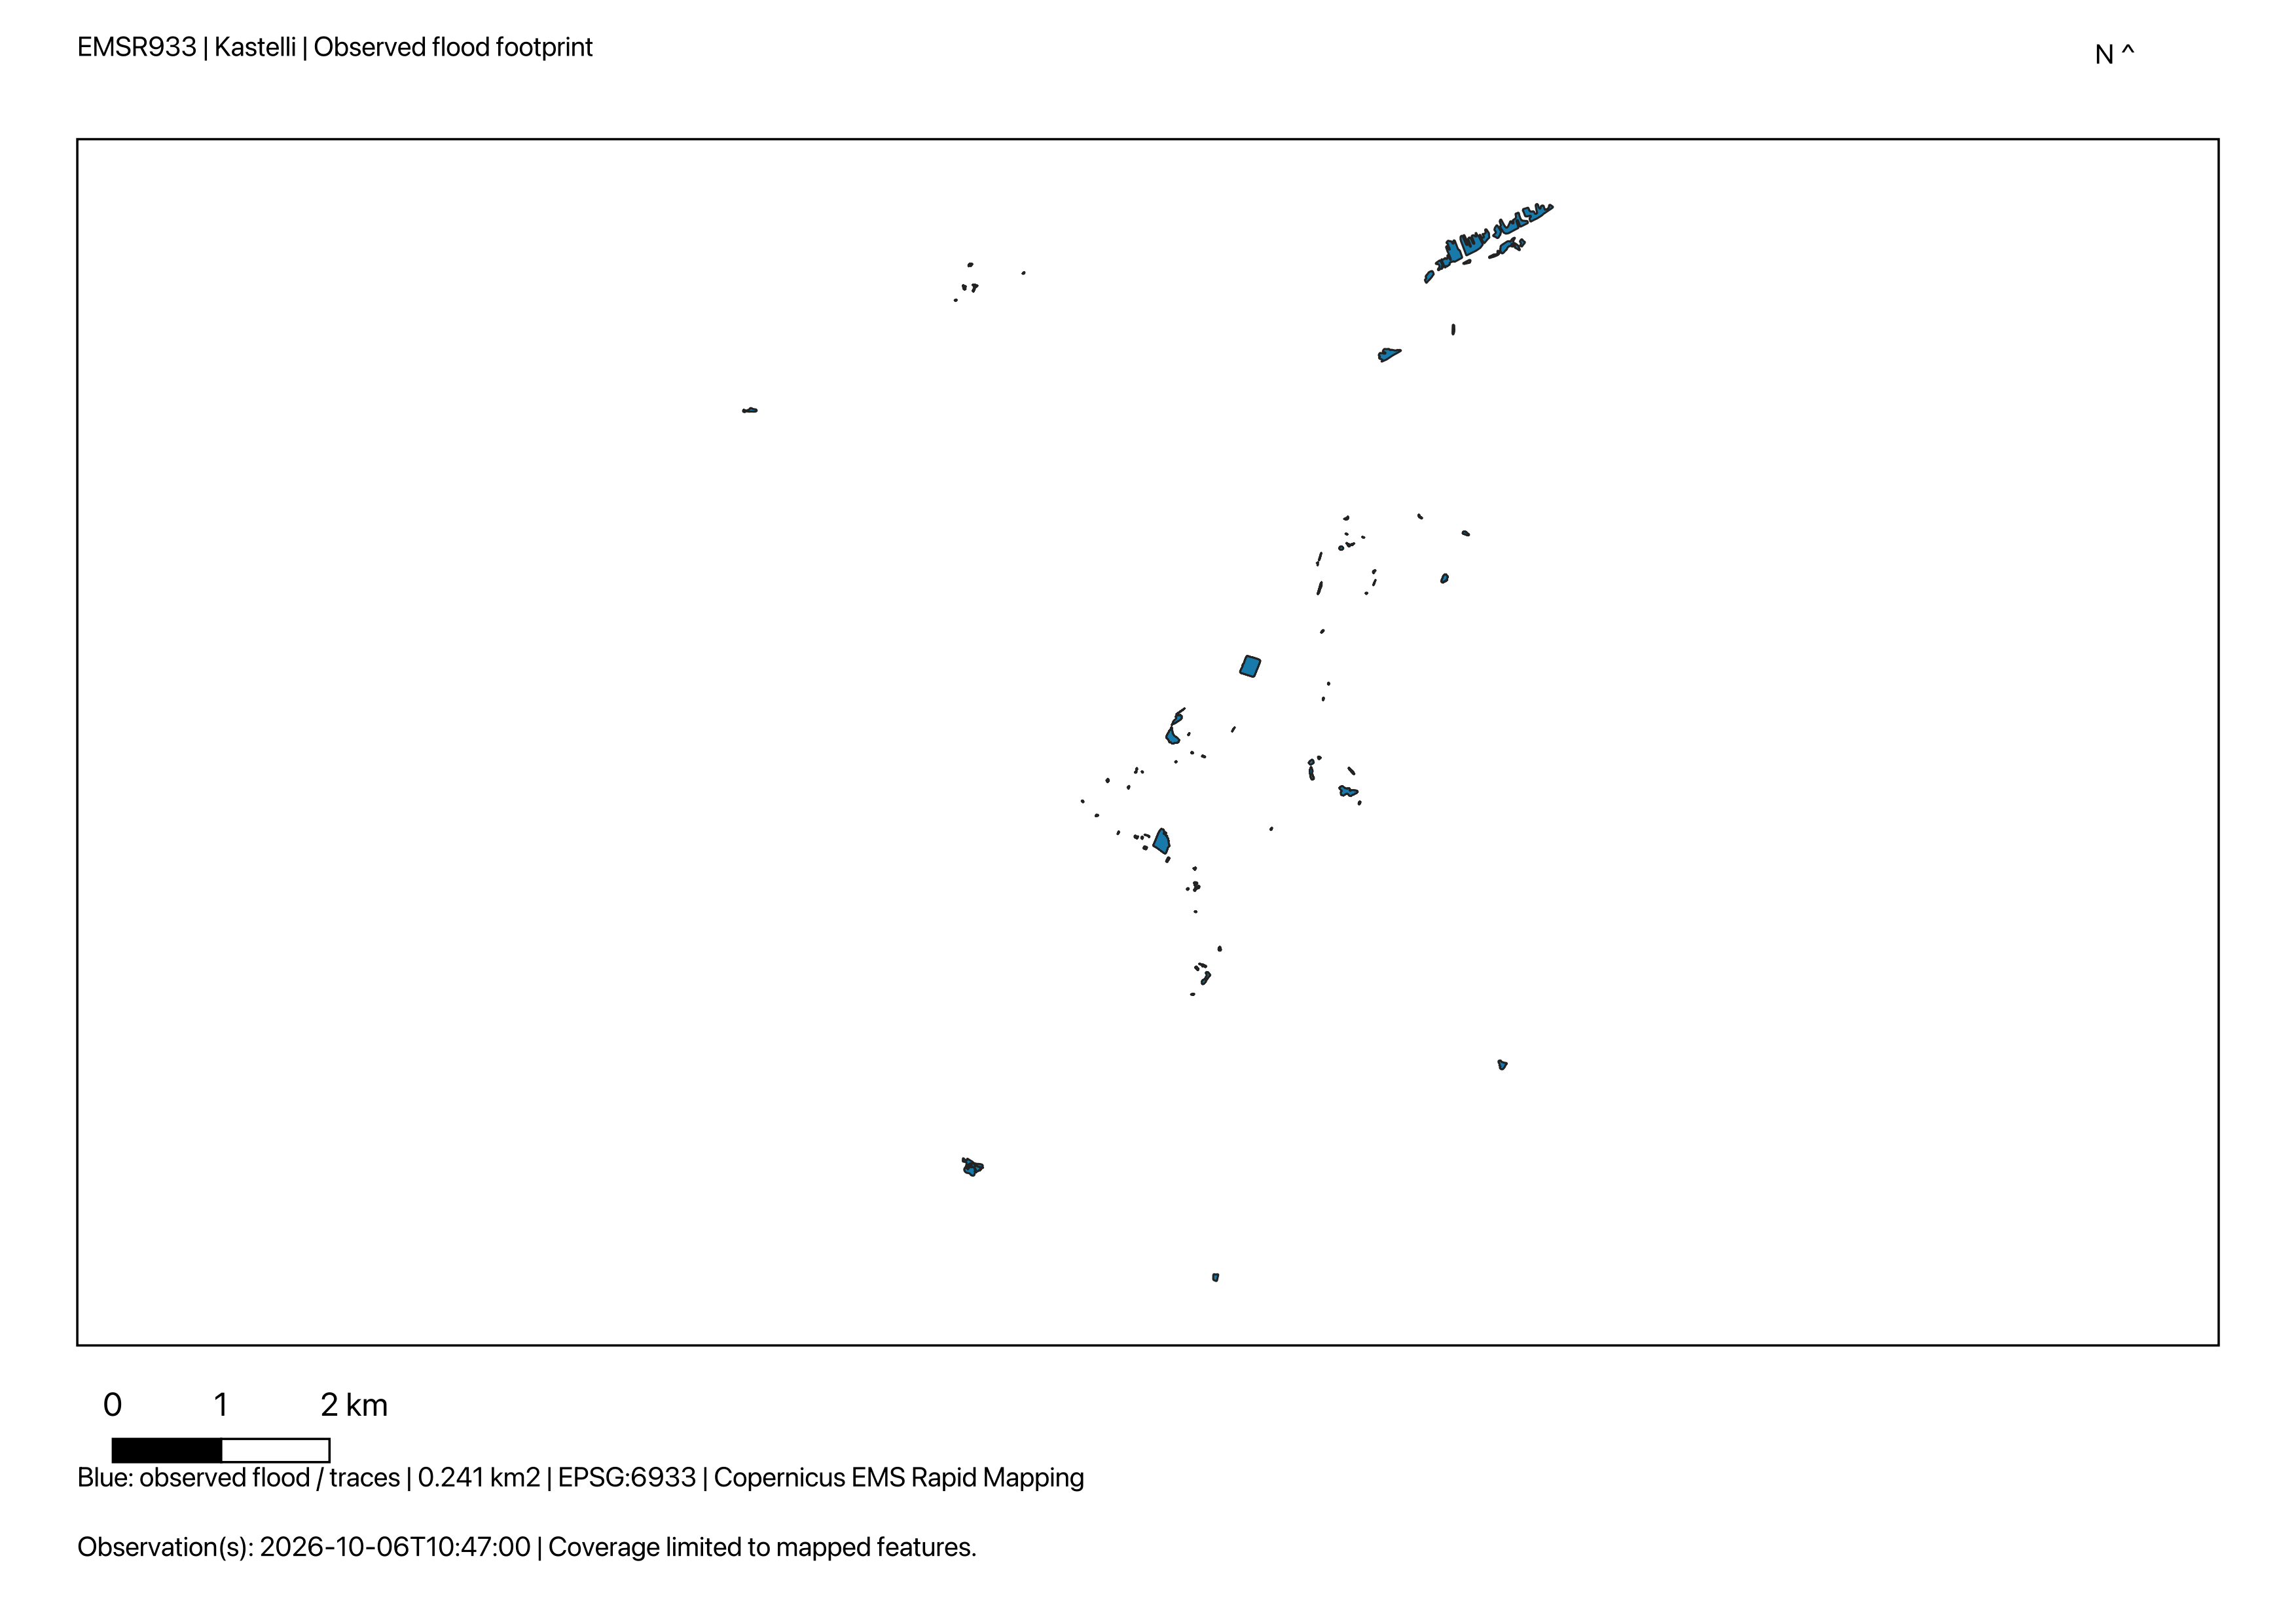 EMSR933 | Kastelli | Observed flood footprint
N ^
0 1 2 km
Blue: observed flood / traces | 0.241 km2 | EPSG:6933 | Copernicus EMS Rapid Mapping
Observation(s): 2026-10-06T10:47:00 | Coverage limited to mapped features.